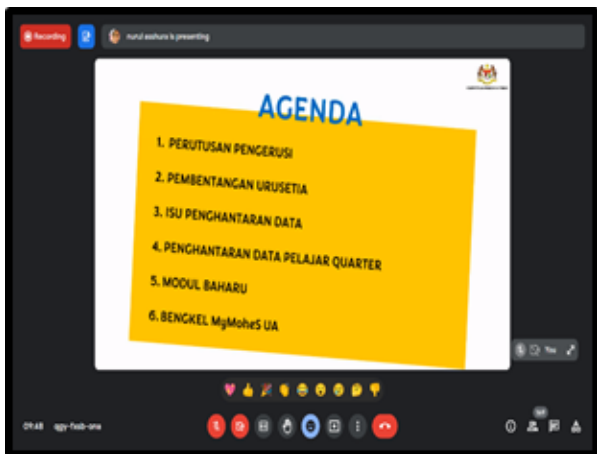 Recording
nurul asshura is presenting
AGENDA
1. PERUTUSAN PENGERUSI
2. PEMBENTANGAN URUSETIA
3. ISU PENGHANTARAN DATA
4. PENGHANTARAN DATA PELAJAR QUARTER
5. MODUL BAHARU
6. BENGKEL MyMoheS UA
You
09:48